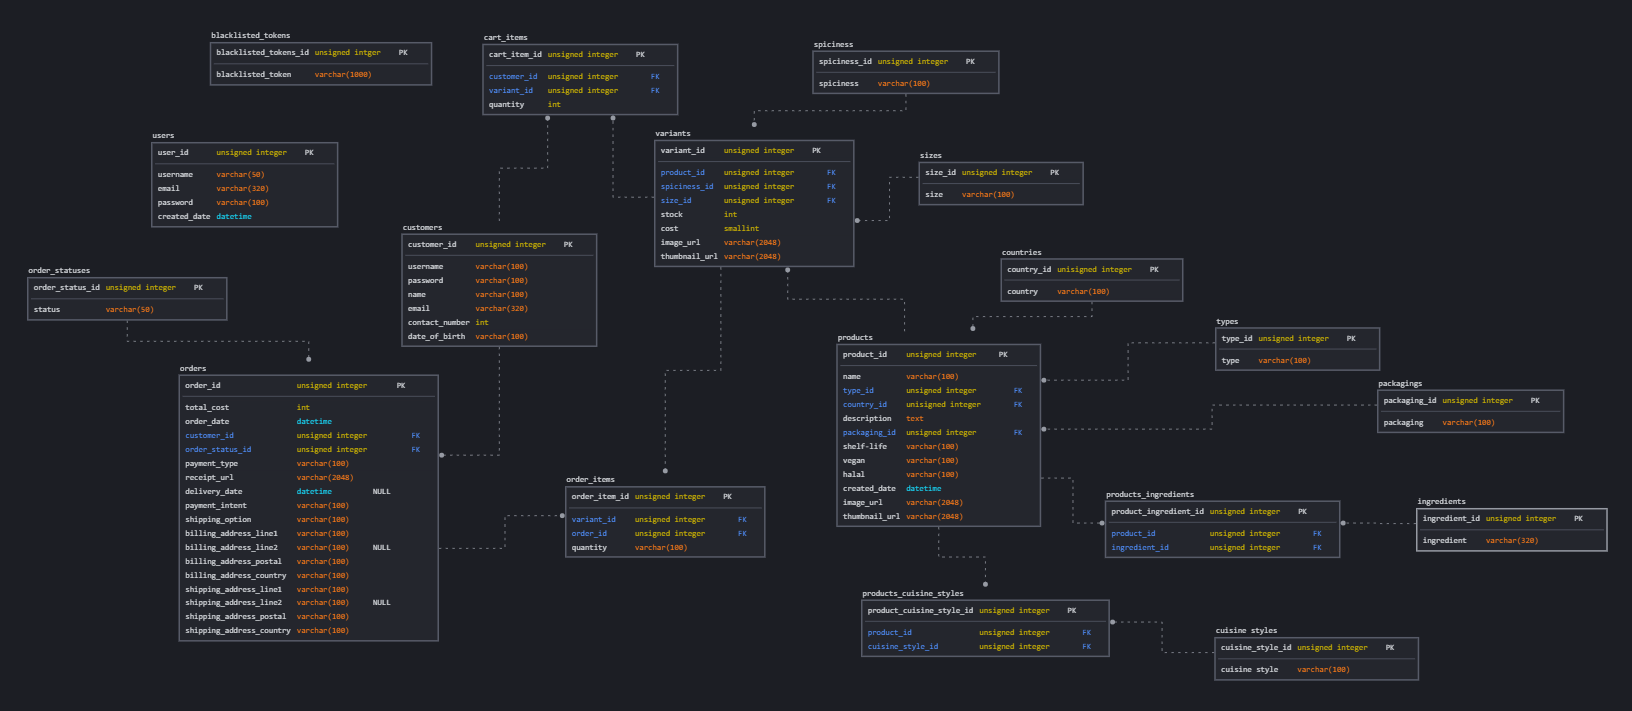 blacklisted_tokens
blacklisted_tokens_id unsigned intger PK
blacklisted_token varchar(1000)
cart_items
cart_item_id unsigned integer PK
customer_id unsigned integer FK
variant_id unsigned integer FK
quantity int
spiciness
spiciness_id unsigned integer PK
spiciness varchar(100)
users
user_id unsigned integer PK
username varchar(50)
email varchar(320)
password varchar(100)
created_date datetime
variants
variant_id unsigned integer PK
product_id unsigned integer FK
spiciness_id unsigned integer FK
size_id unsigned integer FK
stock int
cost smallint
image_url varchar(2048)
thumbnail_url varchar(2048)
sizes
size_id unsigned integer PK
size varchar(100)
customers
customer_id unsigned integer PK
username varchar(100)
password varchar(100)
name varchar(100)
email varchar(320)
contact_number int
date_of_birth varchar(100)
countries
country_id unisigned integer PK
country varchar(100)
order_statuses
order_status_id unsigned integer PK
status varchar(50)
types
type_id unsigned integer PK
type varchar(100)
products
product_id unsigned integer PK
name varchar(100)
type_id unsigned integer FK
country_id unisigned integer FK
description text
packaging_id unsigned integer FK
shelf-life varchar(100)
vegan varchar(100)
halal varchar(100)
created_date datetime
image_url varchar(2048)
thumbnail_url varchar(2048)
orders
order_id unsigned integer PK
total_cost int
order_date datetime
customer_id unsigned integer FK
order_status_id unsigned integer FK
payment_type varchar(100)
receipt_url varchar(2048)
delivery_date datetime NULL
payment_intent varchar(100)
shipping_option varchar(100)
billing_address_line1 varchar(100)
billing_address_line2 varchar(100) NULL
billing_address_postal varchar(100)
billing_address_country varchar(100)
shipping_address_line1 varchar(100)
shipping_address_line2 varchar(100) NULL
shipping_address_postal varchar(100)
shipping_address_country varchar(100)
packagings
packaging_id unsigned integer PK
packaging varchar(100)
order_items
order_item_id unsigned integer PK
variant_id unsigned integer FK
order_id unsigned integer FK
quantity varchar(100)
products_ingredients
product_ingredient_id unsigned integer PK
product_id unsigned integer FK
ingredient_id unsigned integer FK
ingredients
ingredient_id unsigned integer PK
ingredient varchar(320)
products_cuisine_styles
product_cuisine_style_id unsigned integer PK
product_id unsigned integer FK
cuisine_style_id unsigned integer FK
cuisine styles
cuisine_style_id unsigned integer PK
cuisine style varchar(100)